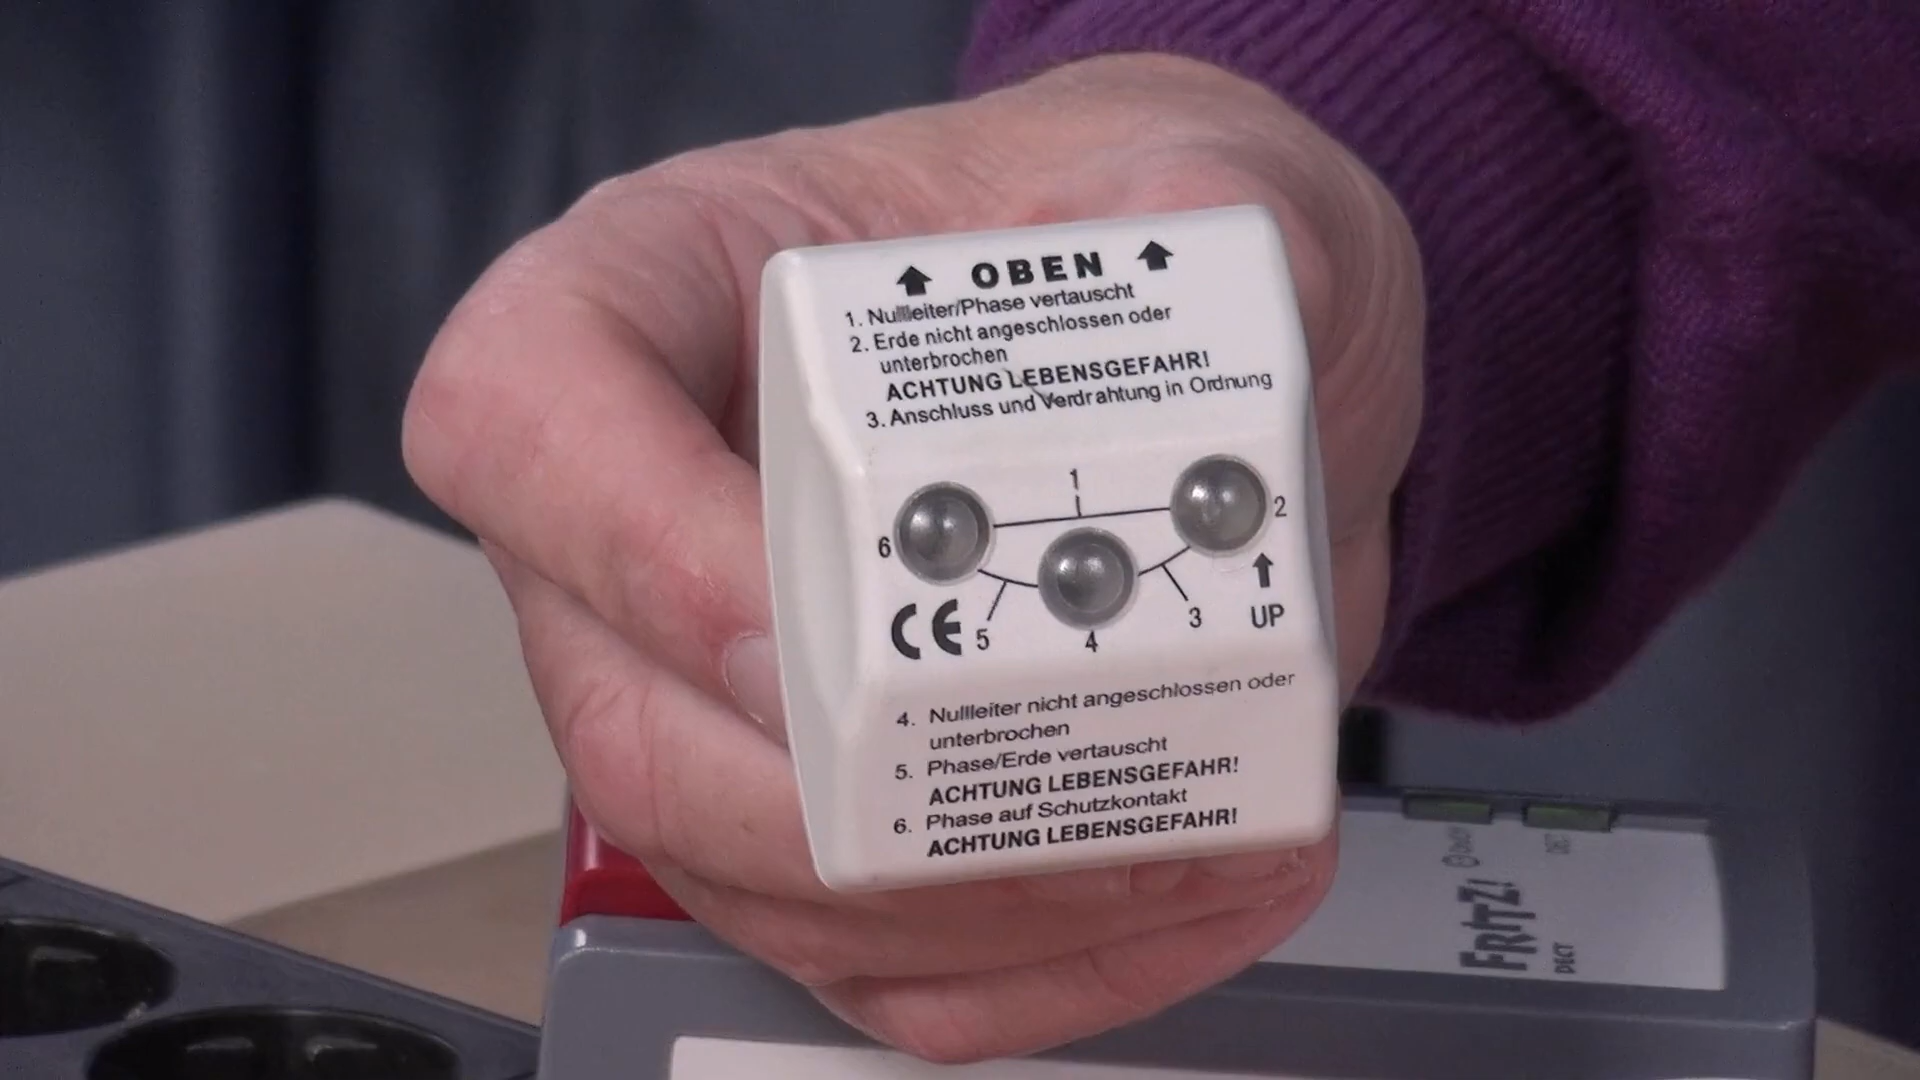 OBEN
1. Nullleiter/Phase vertauscht
2. Erde nicht angeschlossen oder
unterbrochen
ACHTUNG LEBENSGEFAHR!
3. Anschluss und Verdrahtung in Ordnung
1
2
6
CE
5
4
3
UP
4. Nullleiter nicht angeschlossen oder
unterbrochen
5. Phase/Erde vertauscht
ACHTUNG LEBENSGEFAHR!
6. Phase auf Schutzkontakt
ACHTUNG LEBENSGEFAHR!
FRITZ!
DECT